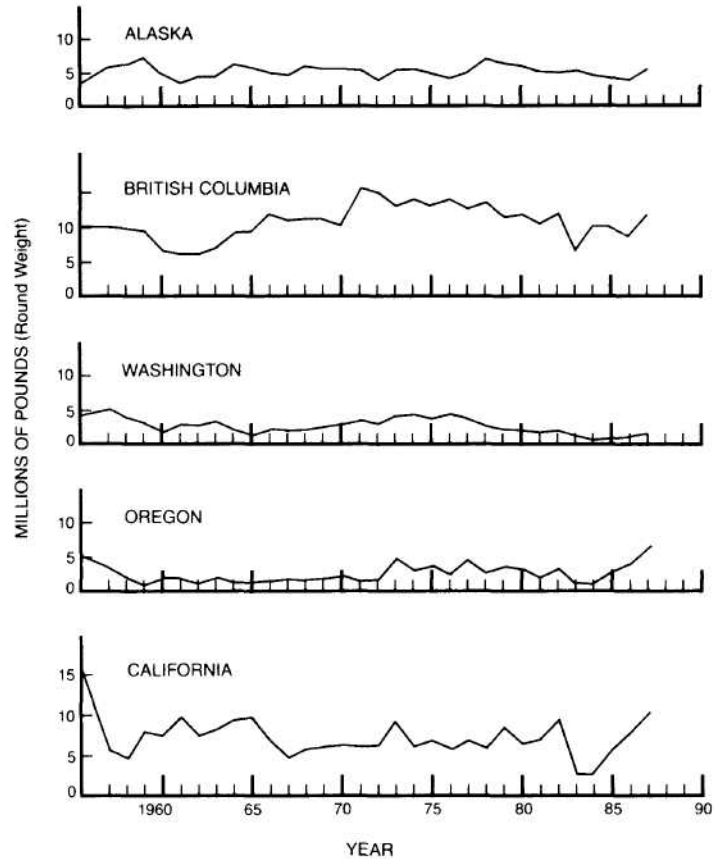 ALASKA
10
5
0
BRITISH COLUMBIA
10
5
0
WASHINGTON
10
5
0
OREGON
10
5
0
CALIFORNIA
15
10
5
0
1960 65 70 75 80 85 90
YEAR
MILLIONS OF POUNDS (Round Weight)